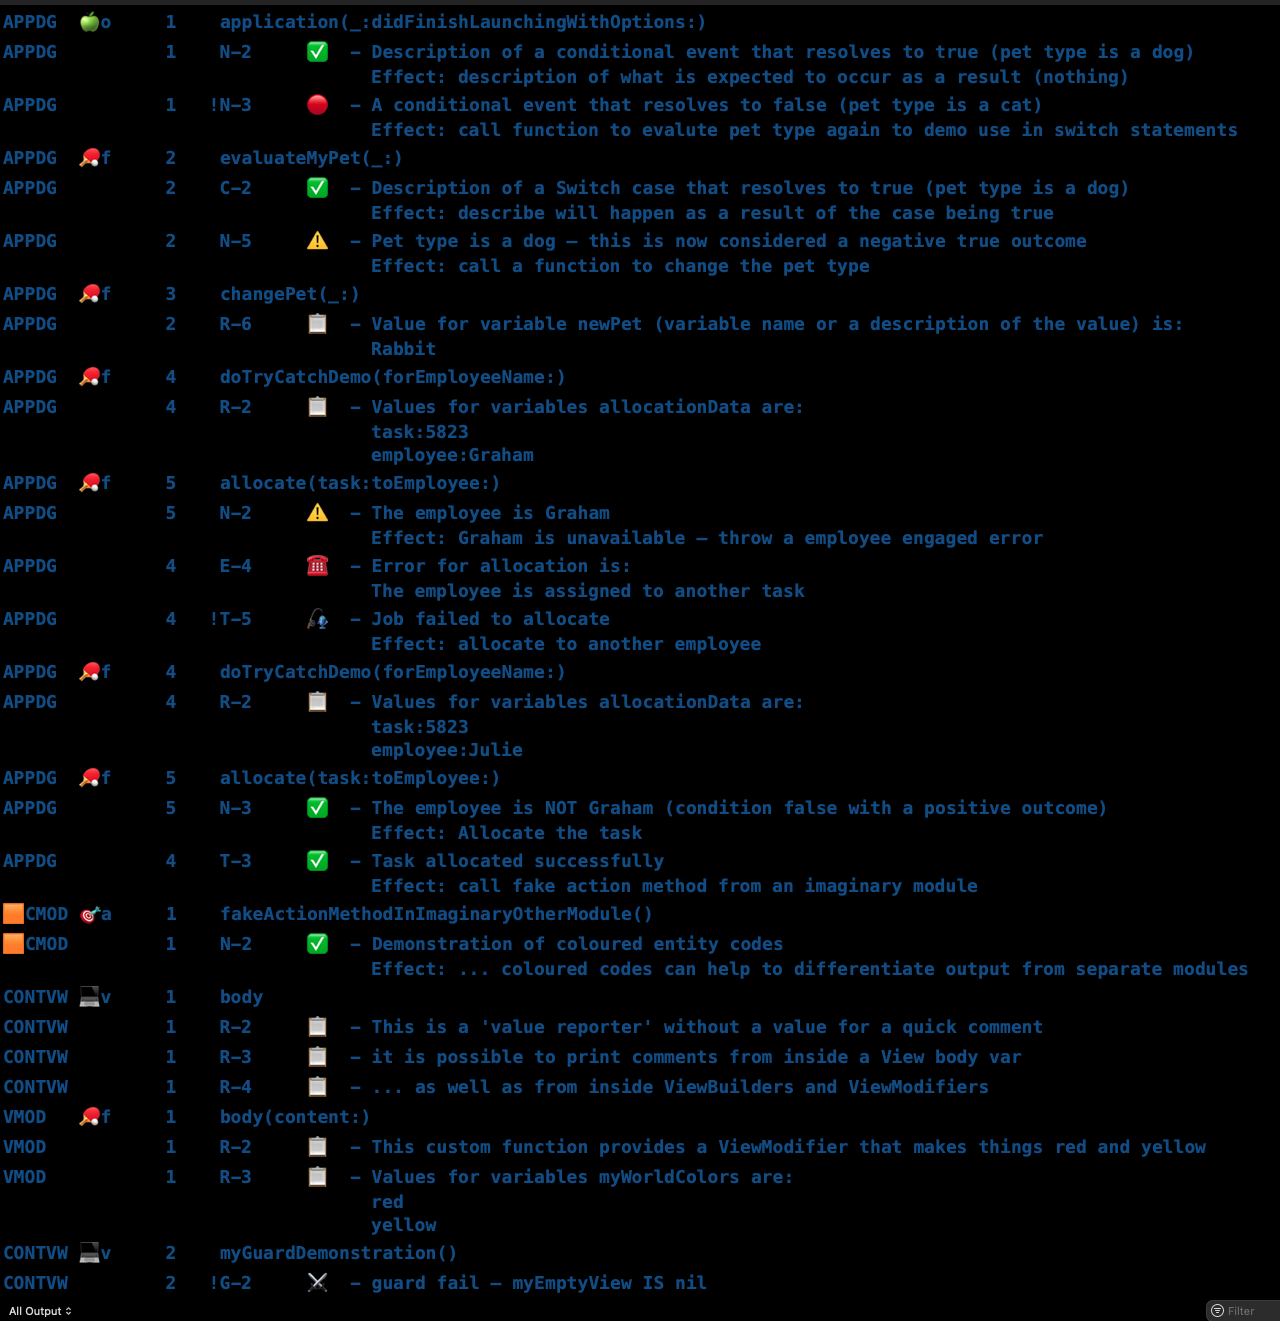 APPDG 🍏o 1 application(_:didFinishLaunchingWithOptions:)
APPDG 1 N-2 ✅ – Description of a conditional event that resolves to true (pet type is a dog)
Effect: description of what is expected to occur as a result (nothing)
APPDG 1 !N-3 🔴 – A conditional event that resolves to false (pet type is a cat)
Effect: call function to evalute pet type again to demo use in switch statements
APPDG 🏓f 2 evaluateMyPet(_:)
APPDG 2 C-2 ✅ – Description of a Switch case that resolves to true (pet type is a dog)
Effect: describe will happen as a result of the case being true
APPDG 2 N-5 ⚠️ – Pet type is a dog – this is now considered a negative true outcome
Effect: call a function to change the pet type
APPDG 🏓f 3 changePet(_:)
APPDG 2 R-6 📋 – Value for variable newPet (variable name or a description of the value) is:
Rabbit
APPDG 🏓f 4 doTryCatchDemo(forEmployeeName:)
APPDG 4 R-2 📋 – Values for variables allocationData are:
task:5823
employee:Graham
APPDG 🏓f 5 allocate(task:toEmployee:)
APPDG 5 N-2 ⚠️ – The employee is Graham
Effect: Graham is unavailable – throw a employee engaged error
APPDG 4 E-4 ☎️ – Error for allocation is:
The employee is assigned to another task
APPDG 4 !T-5 🎣 – Job failed to allocate
Effect: allocate to another employee
APPDG 🏓f 4 doTryCatchDemo(forEmployeeName:)
APPDG 4 R-2 📋 – Values for variables allocationData are:
task:5823
employee:Julie
APPDG 🏓f 5 allocate(task:toEmployee:)
APPDG 5 N-3 ✅ – The employee is NOT Graham (condition false with a positive outcome)
Effect: Allocate the task
APPDG 4 T-3 ✅ – Task allocated successfully
Effect: call fake action method from an imaginary module
🟧CMOD 🎯a 1 fakeActionMethodInImaginaryOtherModule()
🟧CMOD 1 N-2 ✅ – Demonstration of coloured entity codes
Effect: ... coloured codes can help to differentiate output from separate modules
CONTVW 💻v 1 body
CONTVW 1 R-2 📋 – This is a 'value reporter' without a value for a quick comment
CONTVW 1 R-3 📋 – it is possible to print comments from inside a View body var
CONTVW 1 R-4 📋 – ... as well as from inside ViewBuilders and ViewModifiers
VMOD 🏓f 1 body(content:)
VMOD 1 R-2 📋 – This custom function provides a ViewModifier that makes things red and yellow
VMOD 1 R-3 📋 – Values for variables myWorldColors are:
red
yellow
CONTVW 💻v 2 myGuardDemonstration()
CONTVW 2 !G-2 ⚔️ – guard fail – myEmptyView IS nil
All Output
Filter